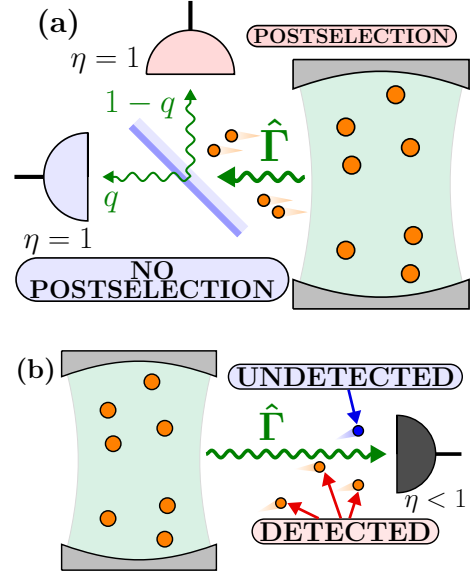 (a)
η = 1
POSTSELECTION
1 − q
Γ̂
q
η = 1
NO
POSTSELECTION
(b)
UNDETECTED
Γ̂
η < 1
DETECTED